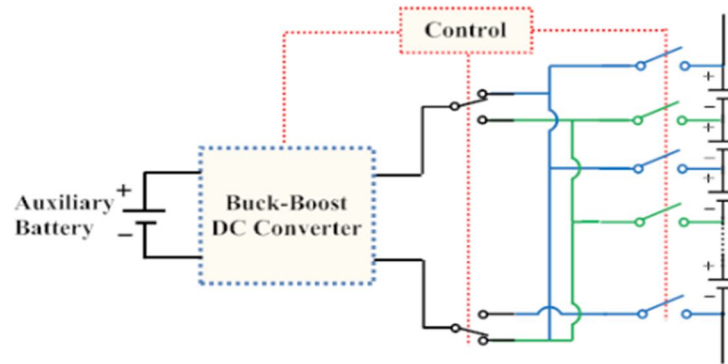 Control
Auxiliary
Battery
+
−
Buck-Boost
DC Converter
+
−
+
−
+
−
+
−